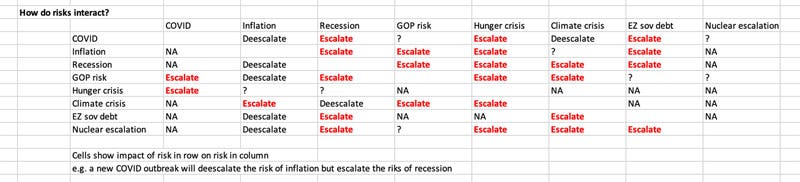 How do risks interact?
COVID Inflation Recession GOP risk Hunger crisis Climate crisis EZ sov debt Nuclear escalation
COVID Deescalate Escalate ? Escalate Deescalate Escalate ?
Inflation NA Escalate Escalate Escalate ? Escalate NA
Recession NA Deescalate Escalate Escalate Escalate Escalate NA
GOP risk Escalate Deescalate Escalate Escalate Escalate ? ?
Hunger crisis Escalate ? ? NA NA NA NA
Climate crisis NA Escalate Deescalate Escalate Escalate NA NA
EZ sov debt NA Deescalate Escalate NA NA Escalate NA
Nuclear escalation NA Deescalate Escalate ? Escalate Escalate Escalate
Cells show impact of risk in row on risk in column
e.g. a new COVID outbreak will deescalate the risk of inflation but escalate the riks of recession